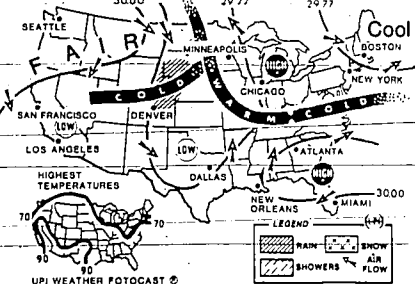 30.00 29.77 29.77
SEATTLE
Cool
BOSTON
FAIR
MINNEAPOLIS
HIGH
NEW YORK
CHICAGO
COLD
WARM
COLD
SAN FRANCISCO
DENVER
LOW
LOS ANGELES
LOW
ATLANTA
DALLAS
HIGH
HIGHEST
TEMPERATURES
NEW
ORLEANS
30.00
MIAMI
70
70
LEGEND
RAIN
SNOW
SHOWERS
AIR
FLOW
90
90
UPI WEATHER FOTOCAST ®